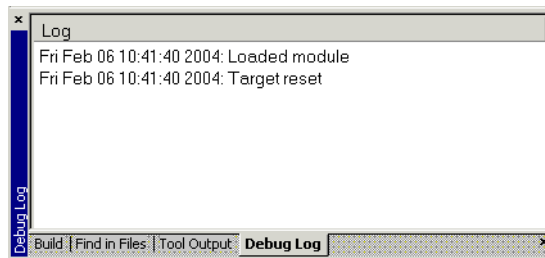 Log
Fri Feb 06 10:41:40 2004: Loaded module
Fri Feb 06 10:41:40 2004: Target reset
Debug Log
Build Find in Files Tool Output Debug Log